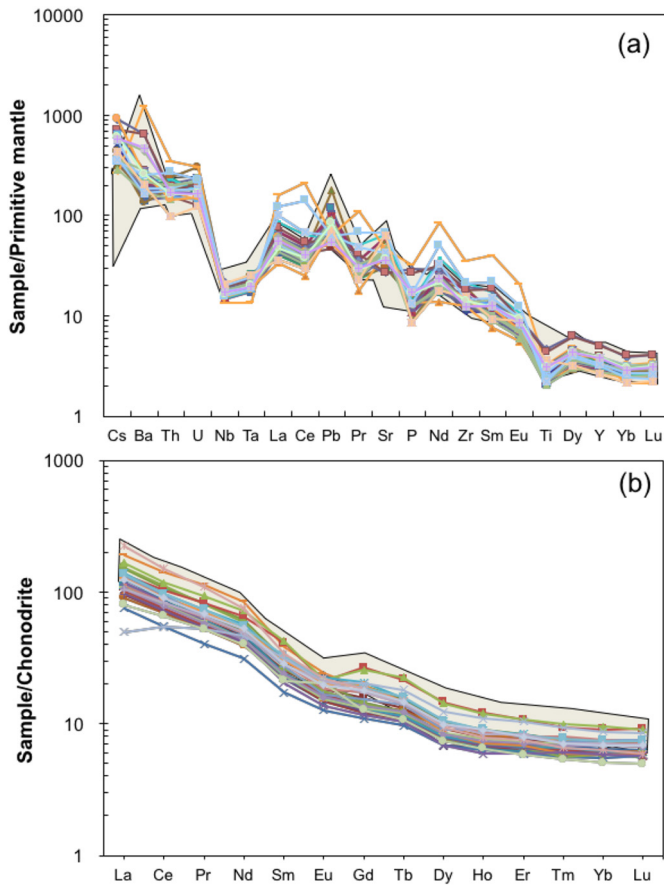 (a)
10000
1000
100
10
1
Sample/Primitive mantle
Cs Ba Th U Nb Ta La Ce Pb Pr Sr P Nd Zr Sm Eu Ti Dy Y Yb Lu
(b)
1000
100
10
1
Sample/Chonodrite
La Ce Pr Nd Sm Eu Gd Tb Dy Ho Er Tm Yb Lu